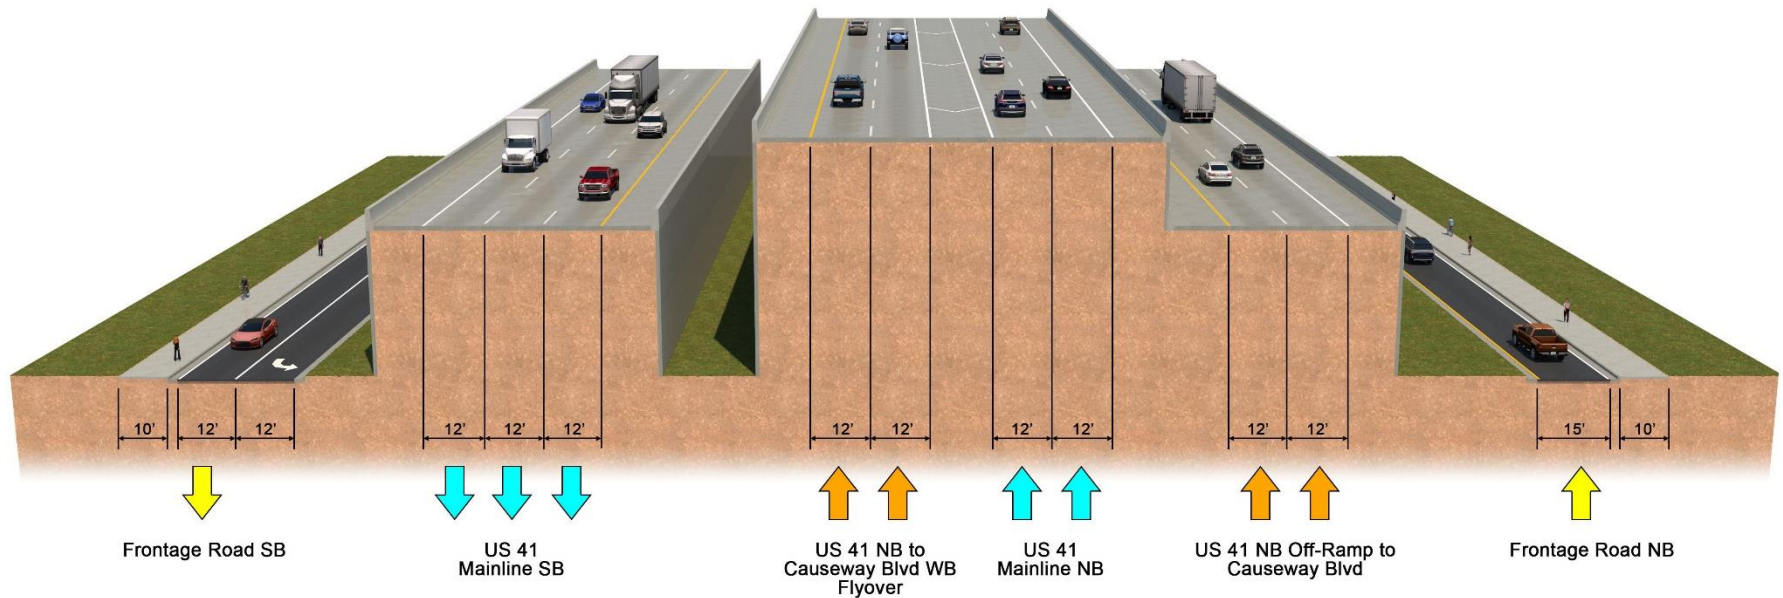 10' 12' 12' 12' 12' 12' 12' 12' 12' 12' 12' 12' 15' 10'
Frontage Road SB
US 41
Mainline SB
US 41 NB to
Causeway Blvd WB
Flyover
US 41
Mainline NB
US 41 NB Off-Ramp to
Causeway Blvd
Frontage Road NB